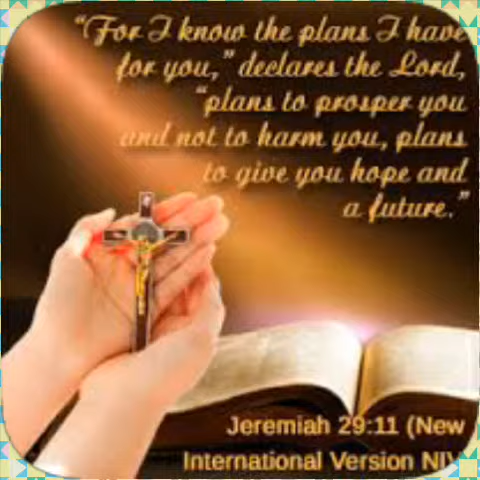 “For I know the plans I have
for you,” declares the Lord,
“plans to prosper you
and not to harm you, plans
to give you hope and
a future.”
Jeremiah 29:11 (New
International Version NIV